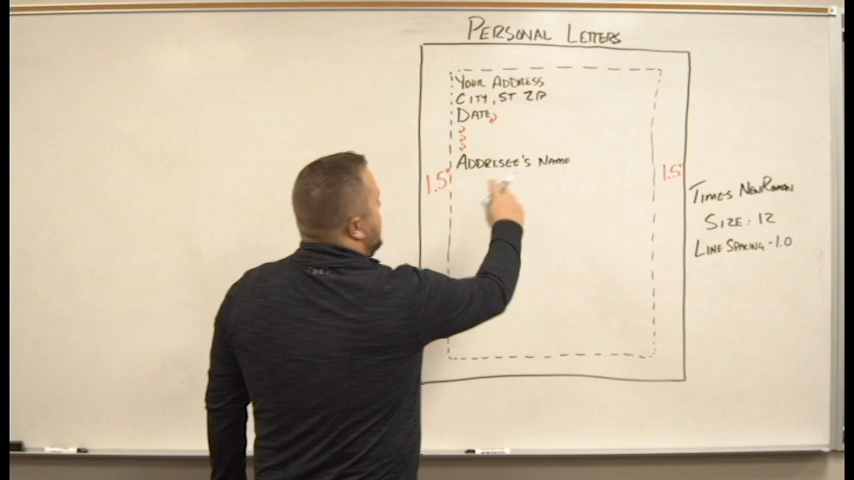 PERSONAL LETTERS
YOUR ADDRESS
CITY, ST ZIP
DATE
ADDRESEE'S NAME
1.5"
1.5"
TIMES NEW ROMAN
SIZE: 12
LINE SPACING - 1.0